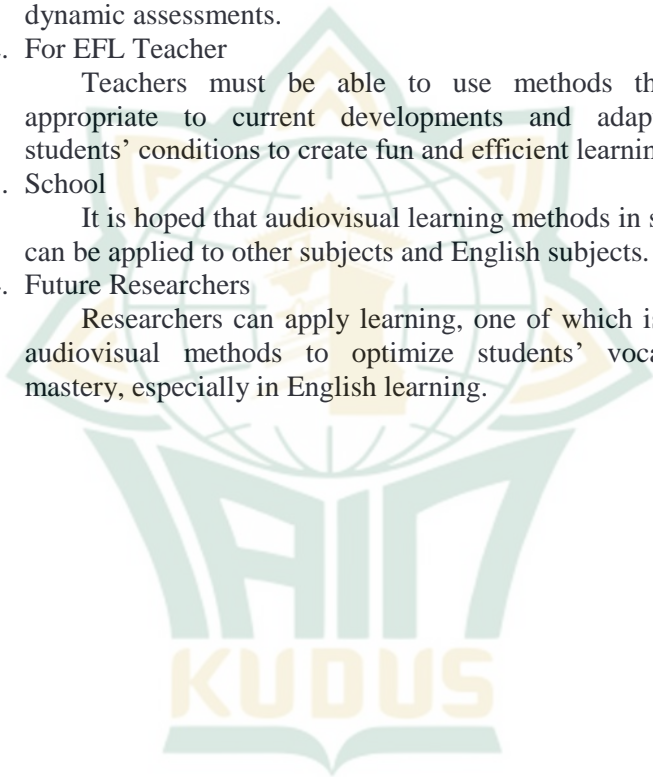 dynamic assessments.
. For EFL Teacher
Teachers must be able to use methods th
appropriate to current developments and adap
students' conditions to create fun and efficient learnin
. School
It is hoped that audiovisual learning methods in s
can be applied to other subjects and English subjects.
. Future Researchers
Researchers can apply learning, one of which is
audiovisual methods to optimize students' voca
mastery, especially in English learning.
IAIN
KUDUS